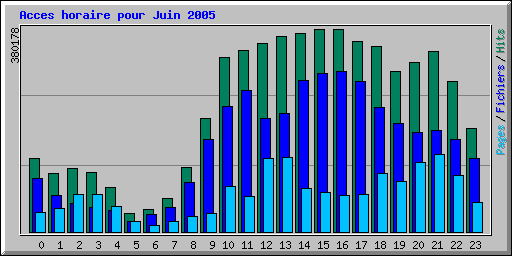 Acces horaire pour Juin 2005
380178
Pages/Fichiers/Hits
0 1 2 3 4 5 6 7 8 9 10 11 12 13 14 15 16 17 18 19 20 21 22 23